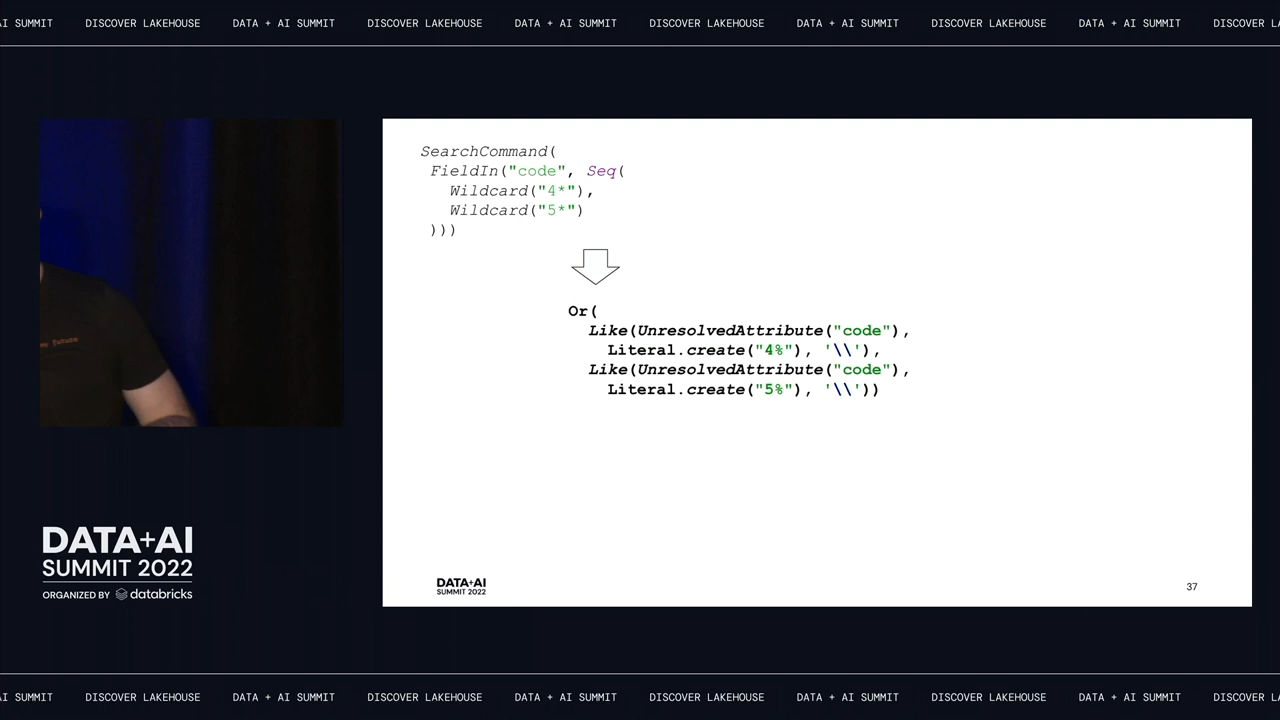 AI SUMMIT DISCOVER LAKEHOUSE DATA + AI SUMMIT DISCOVER LAKEHOUSE DATA + AI SUMMIT DISCOVER LAKEHOUSE DATA + AI SUMMIT DISCOVER LAKEHOUSE DATA + AI SUMMIT DISCOVER
SearchCommand(
FieldIn("code", Seq(
Wildcard("4*"),
Wildcard("5*")
)))
Or(
Like(UnresolvedAttribute("code"),
Literal.create("4%"), '\\'),
Like(UnresolvedAttribute("code"),
Literal.create("5%"), '\\'))
DATA+AI
SUMMIT 2022
ORGANIZED BY databricks
DATA+AI
SUMMIT 2022
37
AI SUMMIT DISCOVER LAKEHOUSE DATA + AI SUMMIT DISCOVER LAKEHOUSE DATA + AI SUMMIT DISCOVER LAKEHOUSE DATA + AI SUMMIT DISCOVER LAKEHOUSE DATA + AI SUMMIT DISCOVER